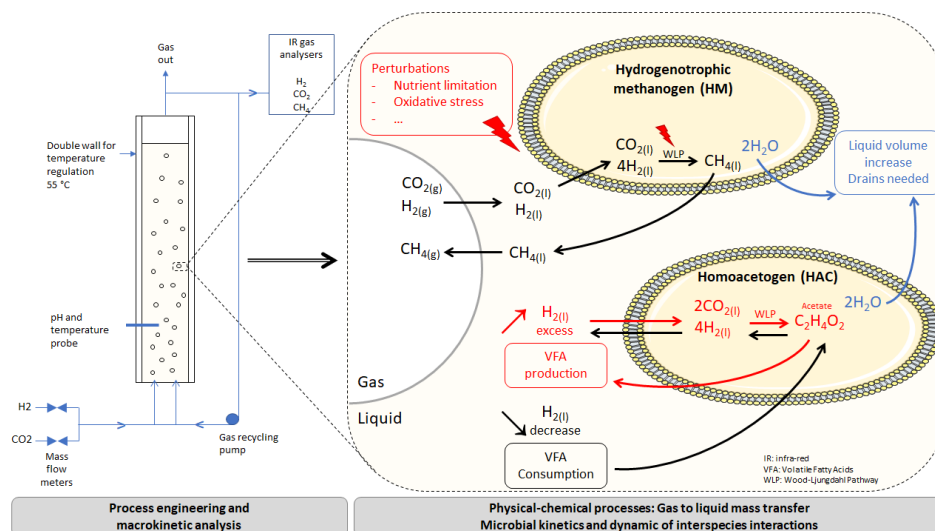 Gas
out
IR gas
analysers
H2
CO2
CH4
Double wall for
temperature
regulation
55 °C
pH and
temperature
probe
H2
CO2
Mass
flow
meters
Gas recycling
pump
Process engineering and
macrokinetic analysis
Perturbations
- Nutrient limitation
- Oxidative stress
- ...
Hydrogenotrophic
methanogen (HM)
CO2(l)
4H2(l)
WLP
CH4(l)
2H2O
Liquid volume
increase
Drains needed
CO2(g)
H2(g)
CO2(l)
H2(l)
CH4(g)
CH4(l)
Homoacetogen (HAC)
H2(l)
excess
2CO2(l)
4H2(l)
WLP
Acetate
C2H4O2
2H2O
VFA
production
Gas
Liquid
H2(l)
decrease
VFA
Consumption
IR: infra-red
VFA: Volatile Fatty Acids
WLP: Wood-Ljungdahl Pathway
Physical-chemical processes: Gas to liquid mass transfer
Microbial kinetics and dynamic of interspecies interactions